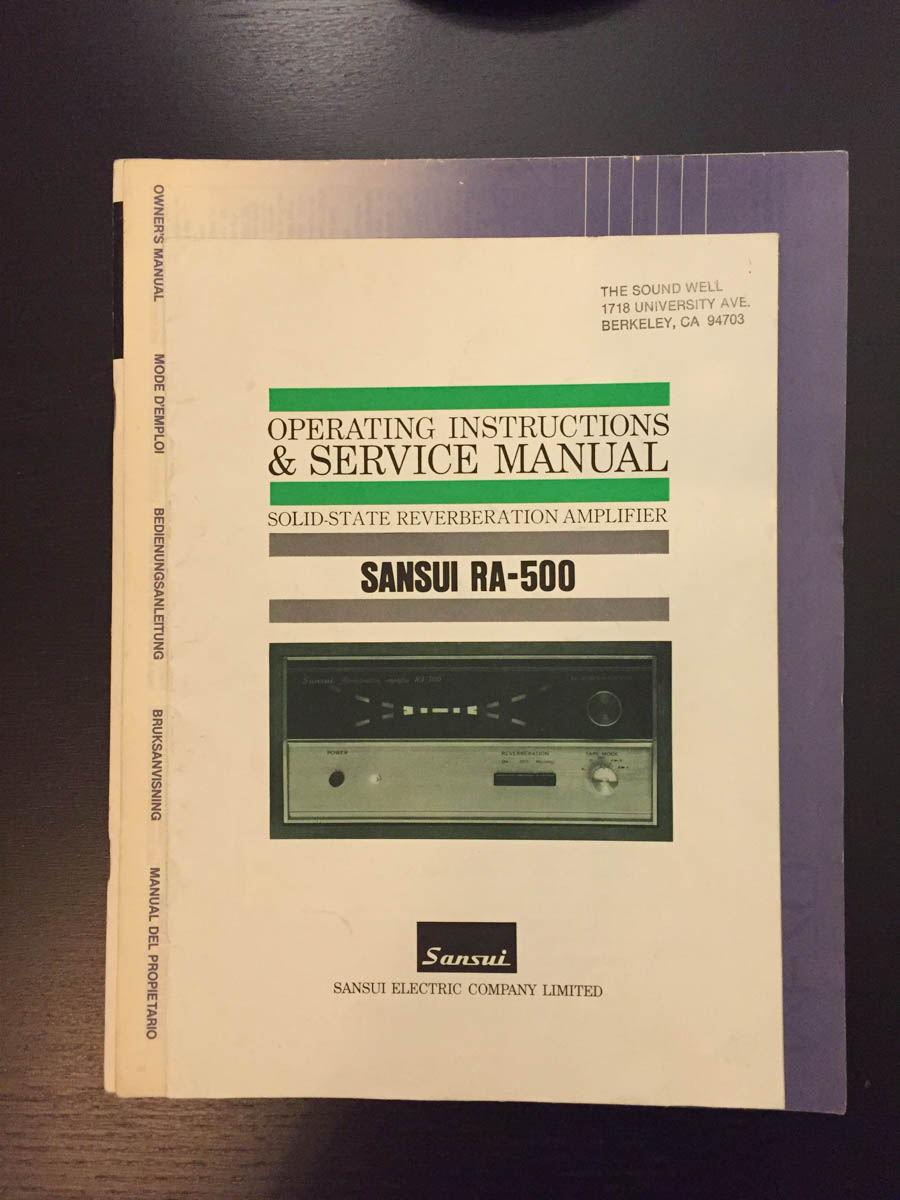 OWNER'S MANUAL
MODE D'EMPLOI
BEDIENUNGSANLEITUNG
BRUKSANVISNING
MANUAL DEL PROPIETARIO
THE SOUND WELL
1718 UNIVERSITY AVE.
BERKELEY, CA 94703
OPERATING INSTRUCTIONS
& SERVICE MANUAL
SOLID-STATE REVERBERATION AMPLIFIER
SANSUI RA-500
Sansui
POWER
REVERBERATION
TAPE MODE
Sansui
SANSUI ELECTRIC COMPANY LIMITED